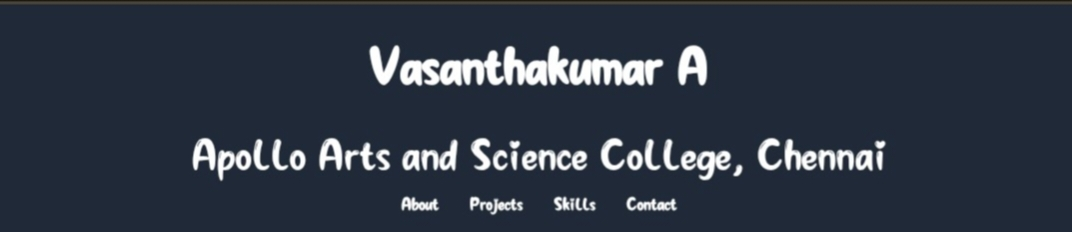 Vasanthakumar A
Apollo Arts and Science College, Chennai
About Projects Skills Contact